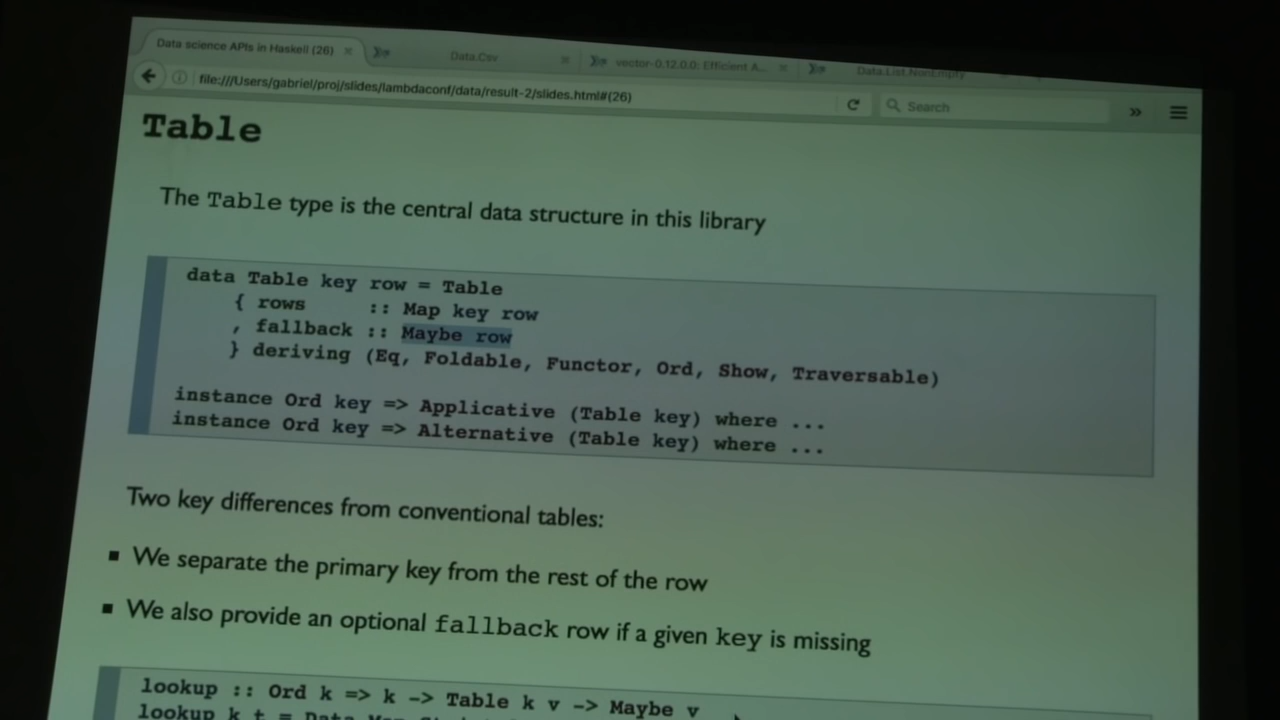 Data science APIs in Haskell (26)
Data.Csv
vector-0.12.0.0: Efficient A...
Data.List.NonEmpty
file:///Users/gabriel/proj/slides/lambdaconf/data/result-2/slides.html#(26)
Search
Table
The Table type is the central data structure in this library
data Table key row = Table
{ rows :: Map key row
, fallback :: Maybe row
} deriving (Eq, Foldable, Functor, Ord, Show, Traversable)
instance Ord key => Applicative (Table key) where ...
instance Ord key => Alternative (Table key) where ...
Two key differences from conventional tables:
▪ We separate the primary key from the rest of the row
▪ We also provide an optional fallback row if a given key is missing
lookup :: Ord k => k -> Table k v -> Maybe v
lookup k t =